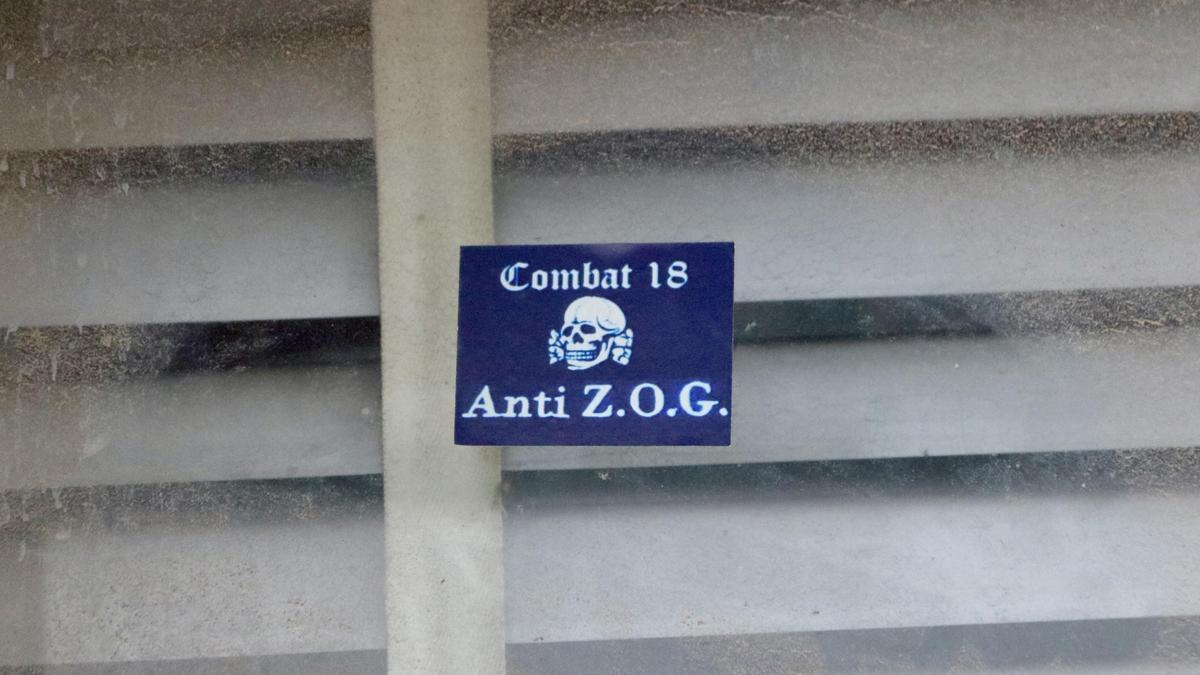 Combat 18
Anti Z.O.G.